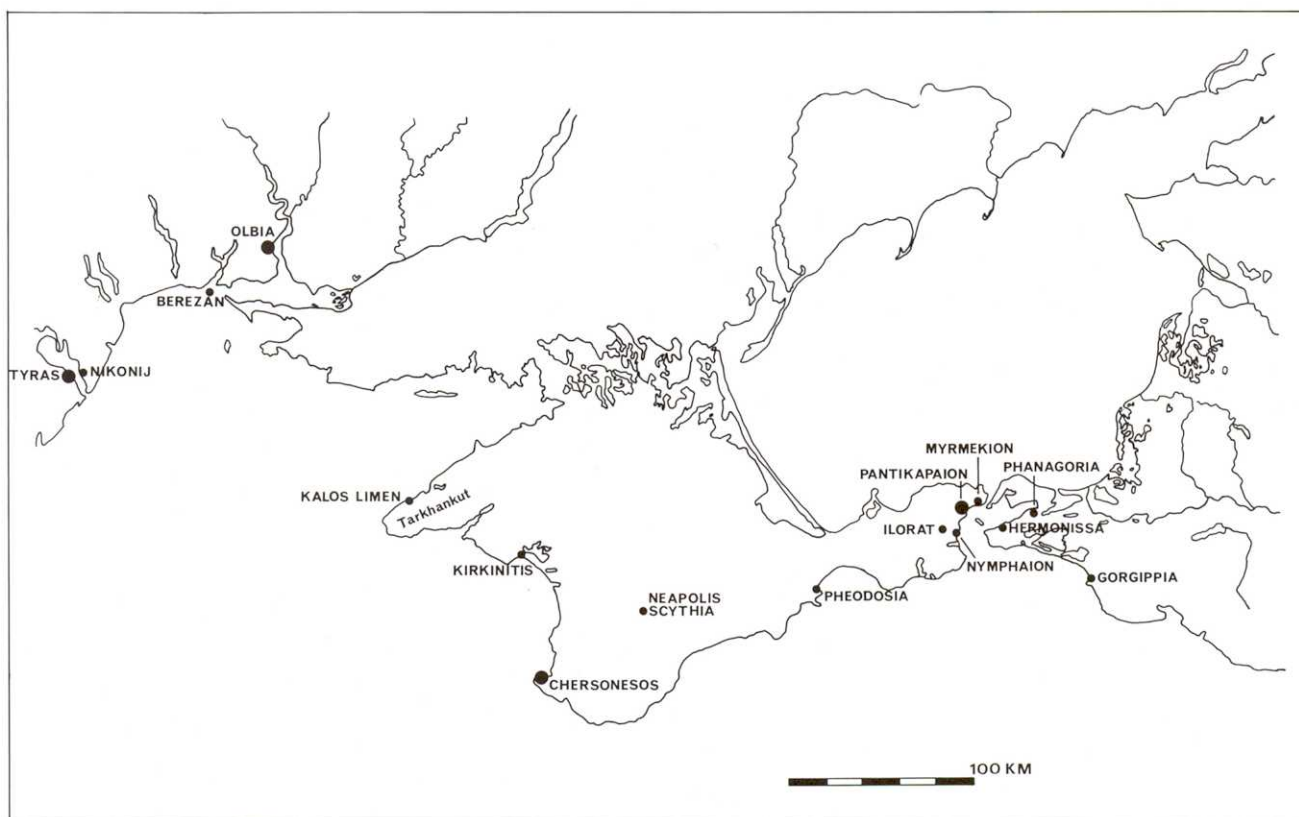 OLBIA
BEREZAN
TYRAS
NIKONIJ
MYRMEKION
PANTIKAPAION
PHANAGORIA
KALOS LIMEN
Tarkhankut
ILORAT
HERMONISSA
KIRKINITIS
NYMPHAION
GORGIPPIA
PHEODOSIA
NEAPOLIS
SCYTHIA
CHERSONESOS
100 KM